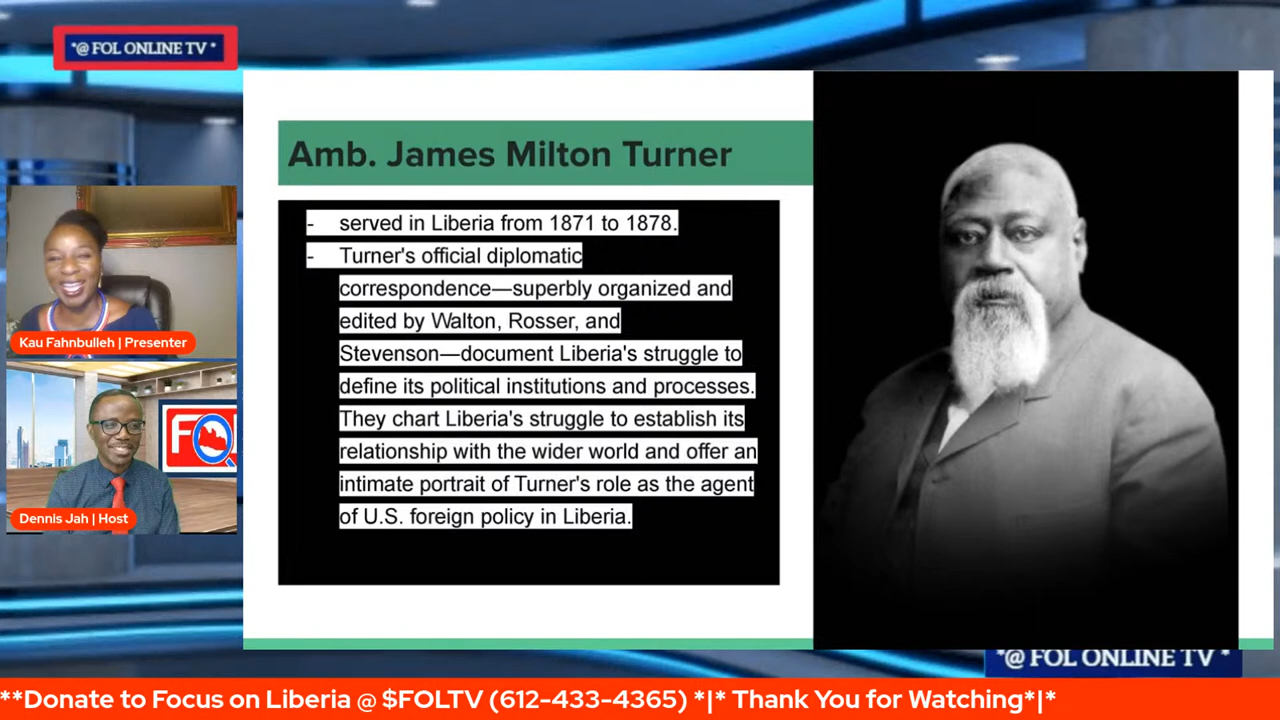 *@ FOL ONLINE TV *
Amb. James Milton Turner
- served in Liberia from 1871 to 1878.
- Turner's official diplomatic
correspondence—superbly organized and
edited by Walton, Rosser, and
Stevenson—document Liberia's struggle to
define its political institutions and processes.
They chart Liberia's struggle to establish its
relationship with the wider world and offer an
intimate portrait of Turner's role as the agent
of U.S. foreign policy in Liberia.
Kau Fahnbulleh | Presenter
Dennis Jah | Host
*@ FOL ONLINE TV *
**Donate to Focus on Liberia @ $FOLTV (612-433-4365) *|* Thank You for Watching*|*